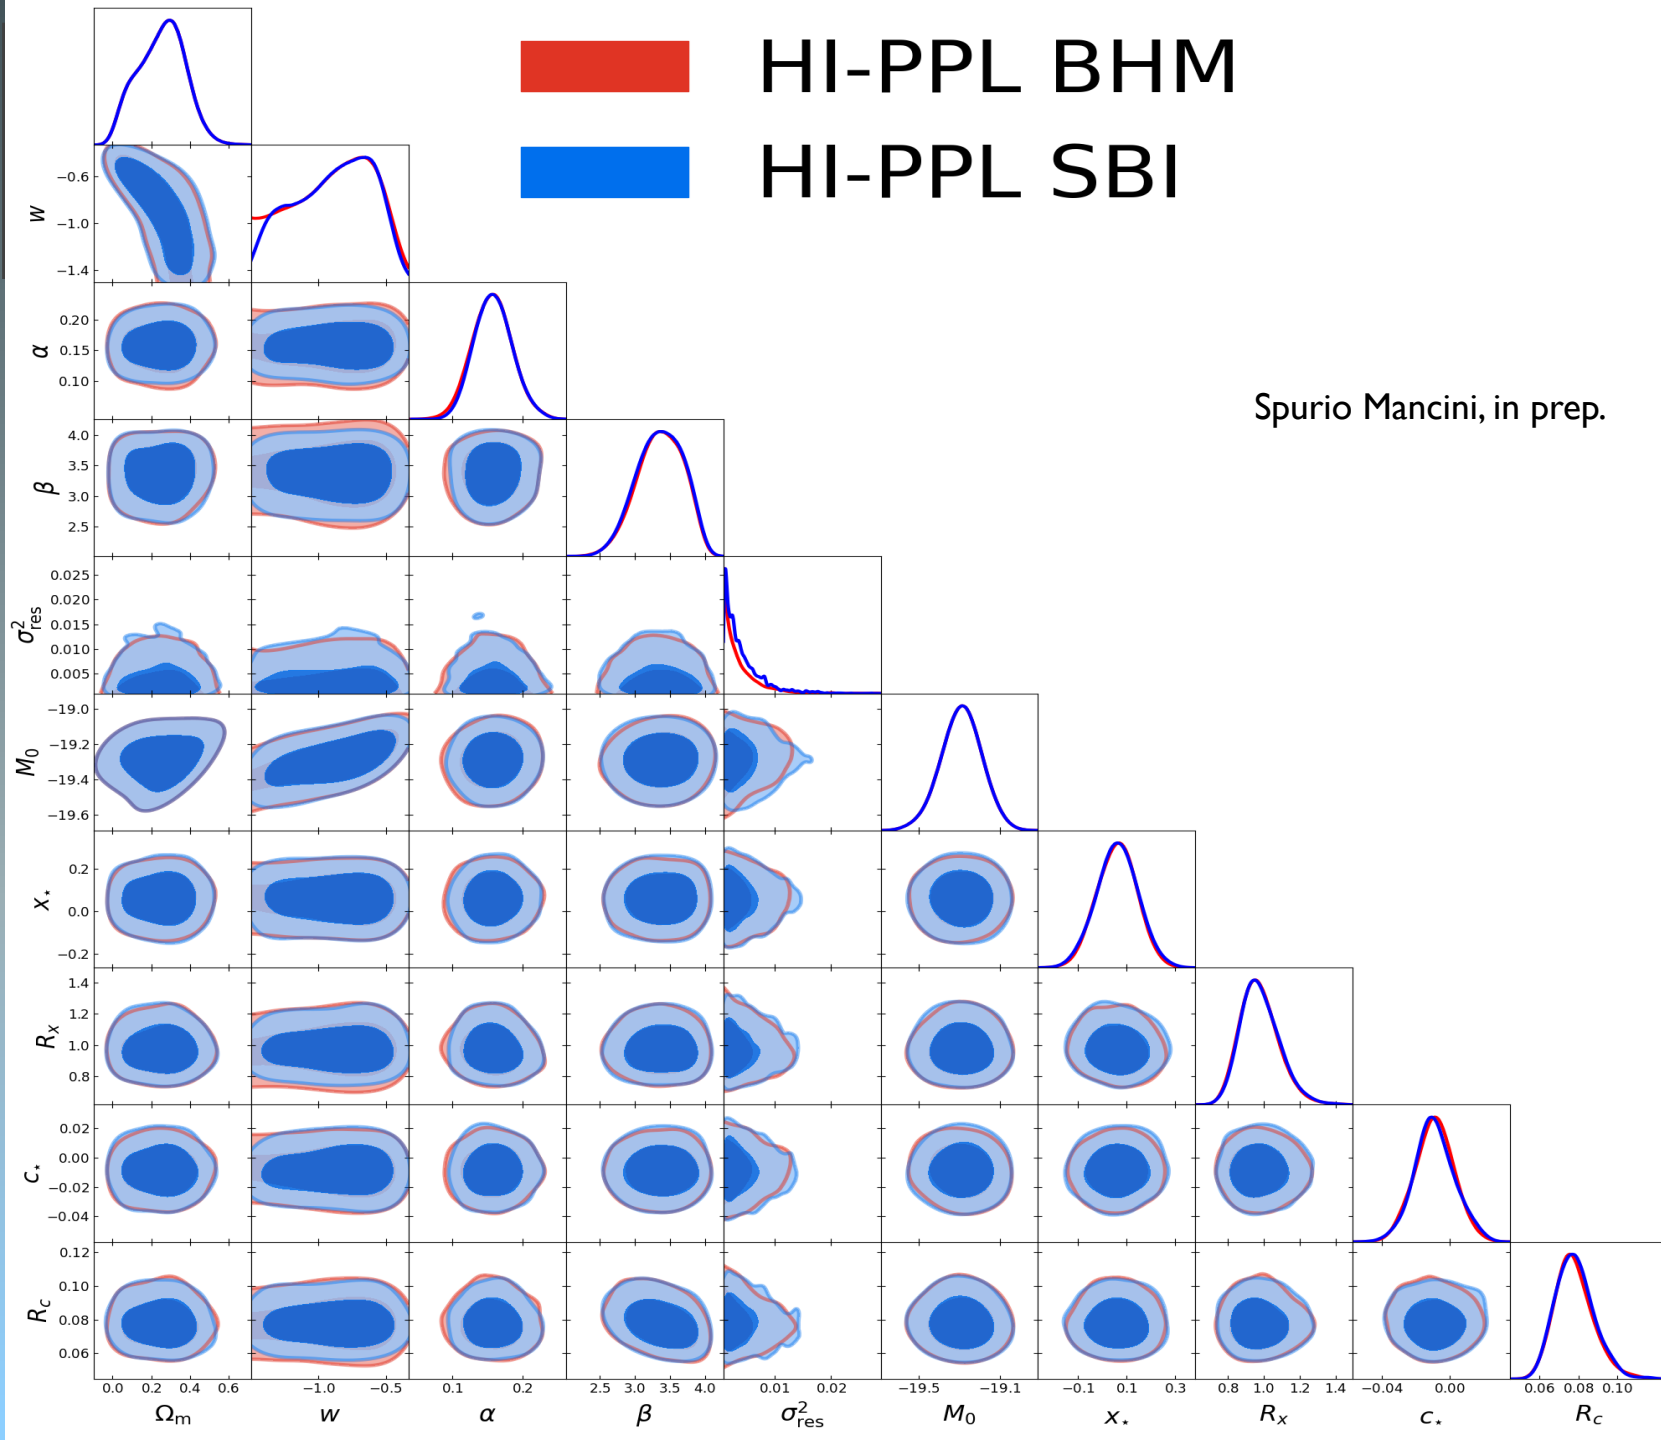 HI-PPL BHM
HI-PPL SBI
Spurio Mancini, in prep.
w
−0.6
−1.0
−1.4
α
0.20
0.15
0.10
β
4.0
3.5
3.0
2.5
σ²res
0.025
0.020
0.015
0.010
0.005
M₀
−19.0
−19.2
−19.4
−19.6
x⋆
0.2
0.0
−0.2
Rₓ
1.4
1.2
1.0
0.8
c⋆
0.02
0.00
−0.02
−0.04
R_c
0.12
0.10
0.08
0.06
0.0 0.2 0.4 0.6 −1.0 −0.5 0.1 0.2 2.5 3.0 3.5 4.0 0.01 0.02 −19.5 −19.1 −0.1 0.1 0.3 0.8 1.0 1.2 1.4 −0.04 0.00 0.06 0.08 0.10
Ωm w α β σ²res M₀ x⋆ Rₓ c⋆ R_c